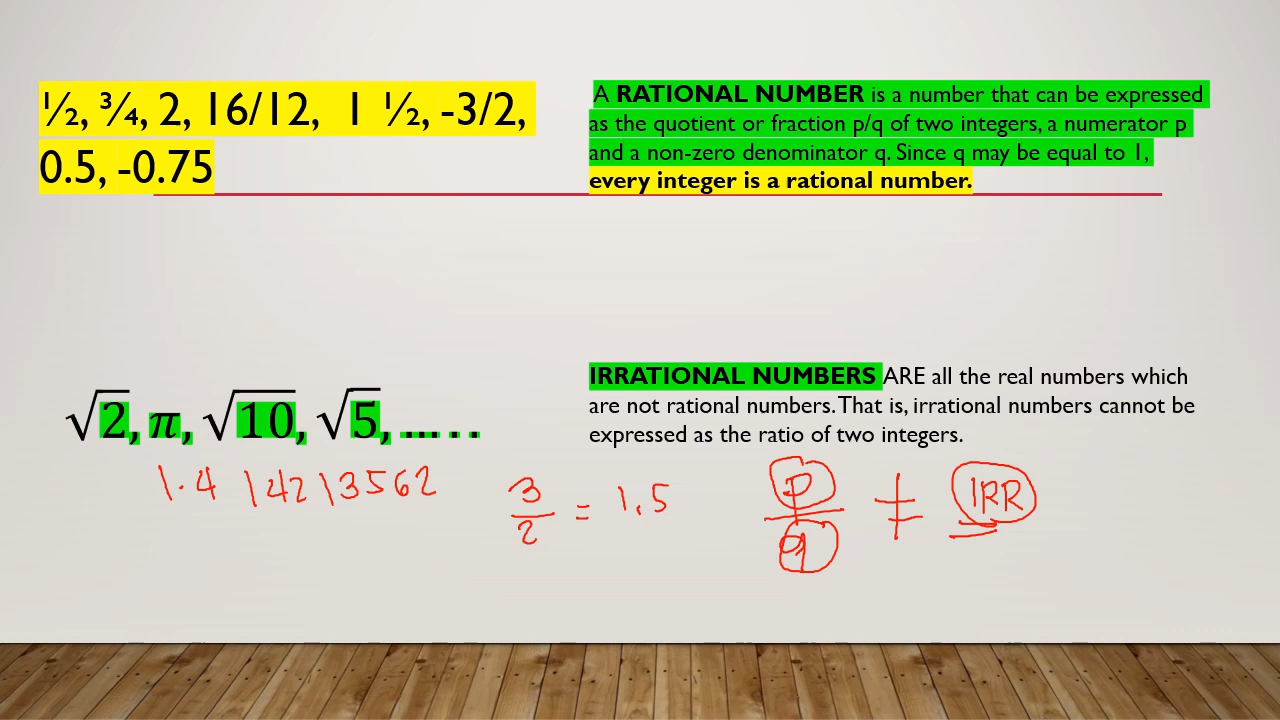 ½, ¾, 2, 16/12, 1 ½, -3/2,
0.5, -0.75
A RATIONAL NUMBER is a number that can be expressed
as the quotient or fraction p/q of two integers, a numerator p
and a non-zero denominator q. Since q may be equal to 1,
every integer is a rational number.
√2, π, √10, √5, .... . .
IRRATIONAL NUMBERS ARE all the real numbers which
are not rational numbers. That is, irrational numbers cannot be
expressed as the ratio of two integers.
1.4 14213562
3/2 = 1.5
p/q ≠ IRR